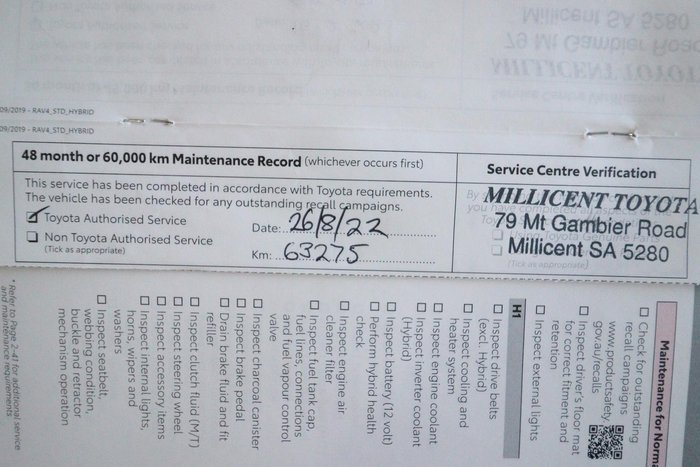 09/2019 - RAV4_STD_HYBRID
09/2019 - RAV4_STD_HYBRID
48 month or 60,000 km Maintenance Record (whichever occurs first)
This service has been completed in accordance with Toyota requirements.
The vehicle has been checked for any outstanding recall campaigns.
Toyota Authorised Service
Non Toyota Authorised Service
(Tick as appropriate)
Date: 26/8/22
Km: 63275
Service Centre Verification
MILLICENT TOYOTA
79 Mt Gambier Road
Millicent SA 5280
(Tick as appropriate)
Maintenance for Norm
Check for outstanding
recall campaigns
www.productsafety.
gov.au/recalls
Inspect driver's floor mat
for correct fitment and
retention
Inspect external lights
H1
Inspect drive belts
(excl. Hybrid)
Inspect cooling and
heater system
Inspect engine coolant
Inspect inverter coolant
(Hybrid)
Inspect battery (12 volt)
Perform hybrid health
check
Inspect engine air
cleaner filter
Inspect fuel tank cap,
fuel lines, connections
and fuel vapour control
valve
Inspect charcoal canister
Inspect brake pedal
Drain brake fluid and fit
refiller
Inspect clutch fluid (M/T)
Inspect steering wheel
Inspect accessory items
Inspect internal lights,
horns, wipers and
washers
Inspect seatbelt,
webbing condition,
buckle and retractor
mechanism operation
* Refer to Page 2-41 for additional service
and maintenance requirements